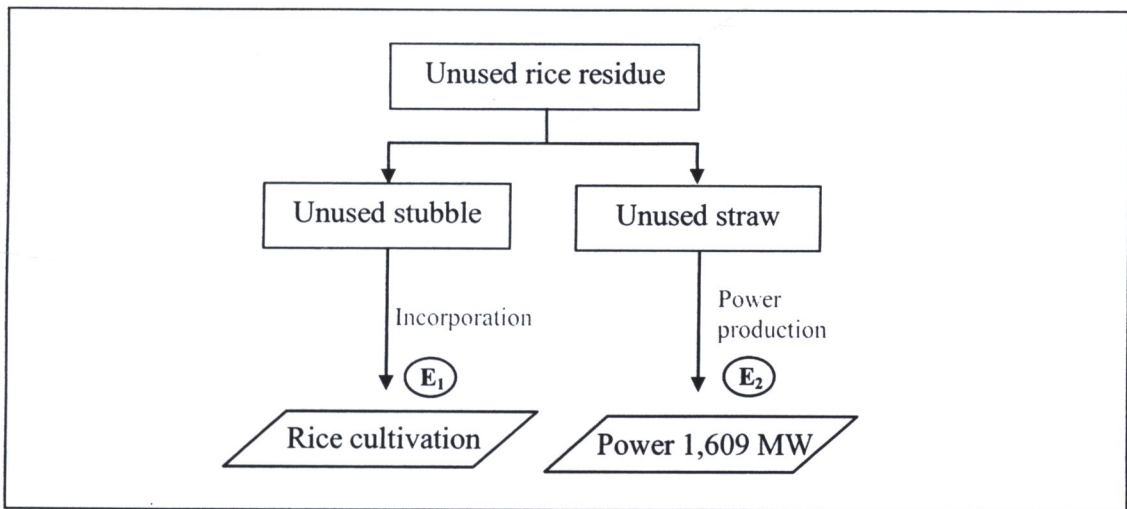 Unused rice residue
Unused stubble
Unused straw
Incorporation
Power
production
E₁
E₂
Rice cultivation
Power 1,609 MW